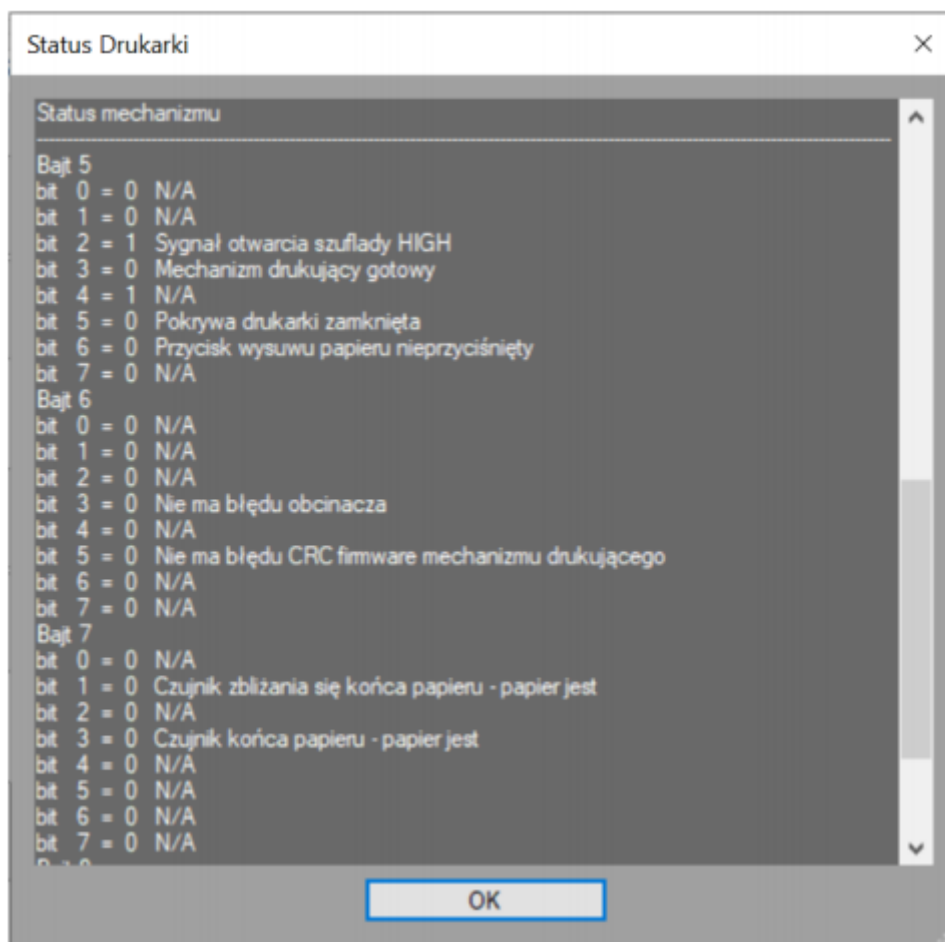 Status Drukarki
Status mechanizmu
Bajt 5
bit 0 = 0 N/A
bit 1 = 0 N/A
bit 2 = 1 Sygnał otwarcia szuflady HIGH
bit 3 = 0 Mechanizm drukujący gotowy
bit 4 = 1 N/A
bit 5 = 0 Pokrywa drukarki zamknięta
bit 6 = 0 Przycisk wysuwu papieru nieprzyciśnięty
bit 7 = 0 N/A
Bajt 6
bit 0 = 0 N/A
bit 1 = 0 N/A
bit 2 = 0 N/A
bit 3 = 0 Nie ma błędu obcinacza
bit 4 = 0 N/A
bit 5 = 0 Nie ma błędu CRC firmware mechanizmu drukującego
bit 6 = 0 N/A
bit 7 = 0 N/A
Bajt 7
bit 0 = 0 N/A
bit 1 = 0 Czujnik zbliżania się końca papieru - papier jest
bit 2 = 0 N/A
bit 3 = 0 Czujnik końca papieru - papier jest
bit 4 = 0 N/A
bit 5 = 0 N/A
bit 6 = 0 N/A
bit 7 = 0 N/A
OK